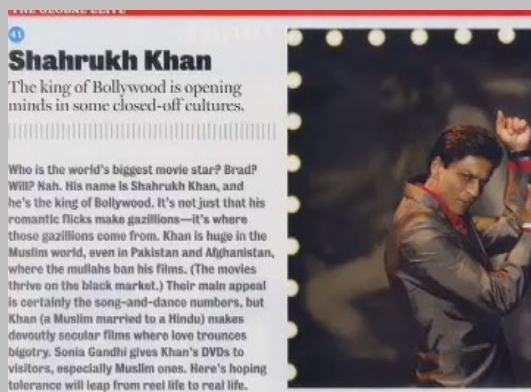 THE GLOBAL ELITE
41
Shahrukh Khan
The king of Bollywood is opening
minds in some closed-off cultures.
Who is the world's biggest movie star? Brad?
Will? Nah. His name is Shahrukh Khan, and
he's the king of Bollywood. It's not just that his
romantic flicks make gazillions—it's where
those gazillions come from. Khan is huge in the
Muslim world, even in Pakistan and Afghanistan,
where the mullahs ban his films. (The movies
thrive on the black market.) Their main appeal
is certainly the song-and-dance numbers, but
Khan (a Muslim married to a Hindu) makes
devoutly secular films where love trounces
bigotry. Sonia Gandhi gives Khan's DVDs to
visitors, especially Muslim ones. Here's hoping
tolerance will leap from reel life to real life.